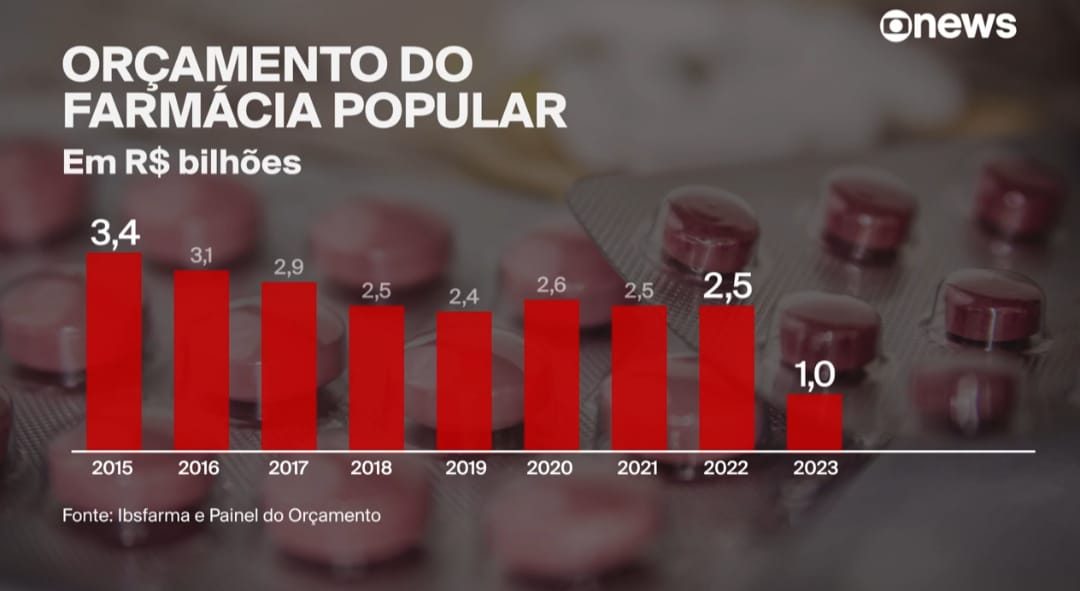 news
ORÇAMENTO DO
FARMÁCIA POPULAR
Em R$ bilhões
3,4
3,1
2,9
2,5
2,4
2,6
2,5
2,5
1,0
2015 2016 2017 2018 2019 2020 2021 2022 2023
Fonte: Ibsfarma e Painel do Orçamento